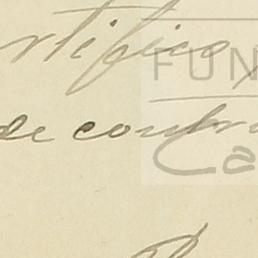 rtifico
FUN
de contr
Ca